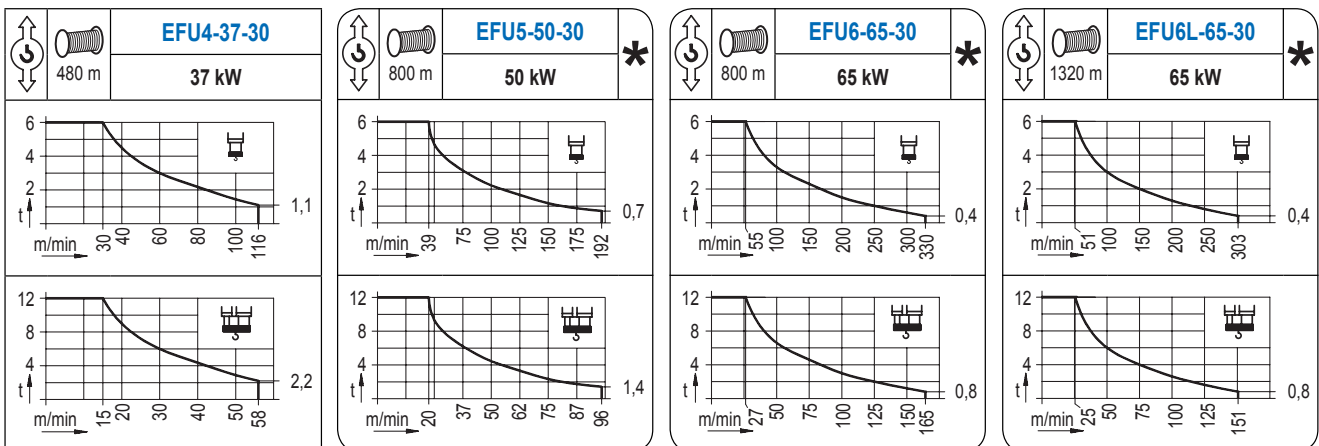 EFU4-37-30
480 m
37 kW
6
4
2
t
1,1
m/min
30 40 60 80 100 116
12
8
4
t
2,2
m/min
15 20 30 40 50 58
EFU5-50-30
*
800 m
50 kW
6
4
2
t
0,7
m/min
39 75 100 125 150 175 192
12
8
4
t
1,4
m/min
20 37 50 62 75 87 96
EFU6-65-30
*
800 m
65 kW
6
4
2
t
0,4
m/min
55 100 150 200 250 300 330
12
8
4
t
0,8
m/min
27 50 75 100 125 150 165
EFU6L-65-30
*
1320 m
65 kW
6
4
2
t
0,4
m/min
51 100 150 200 250 303
12
8
4
t
0,8
m/min
25 50 75 100 125 151